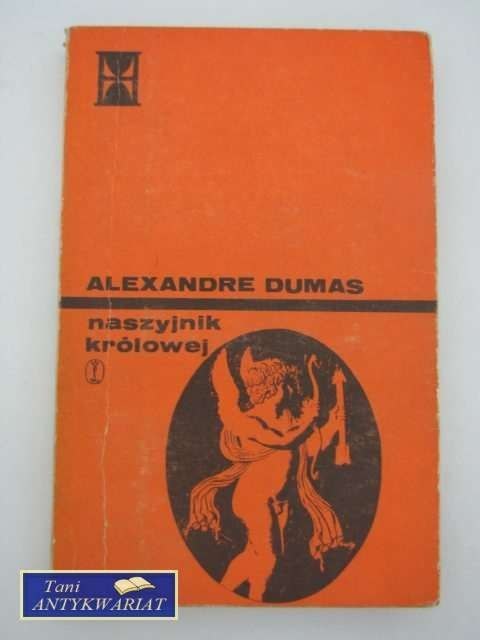 ALEXANDRE DUMAS
naszyjnik
królowej
Tani
ANTYKWARIAT